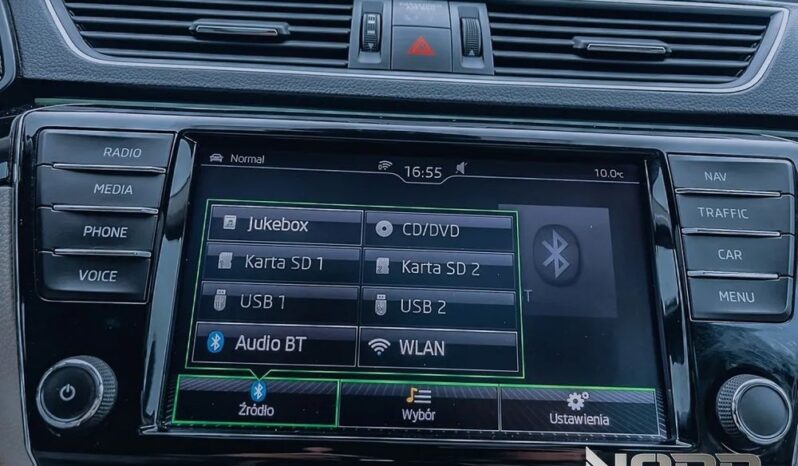 RADIO
MEDIA
PHONE
VOICE
Normal
16:55
10.0°C
Jukebox
CD/DVD
Karta SD 1
Karta SD 2
USB 1
USB 2
Audio BT
WLAN
Źródło
Wybór
Ustawienia
NAV
TRAFFIC
CAR
MENU